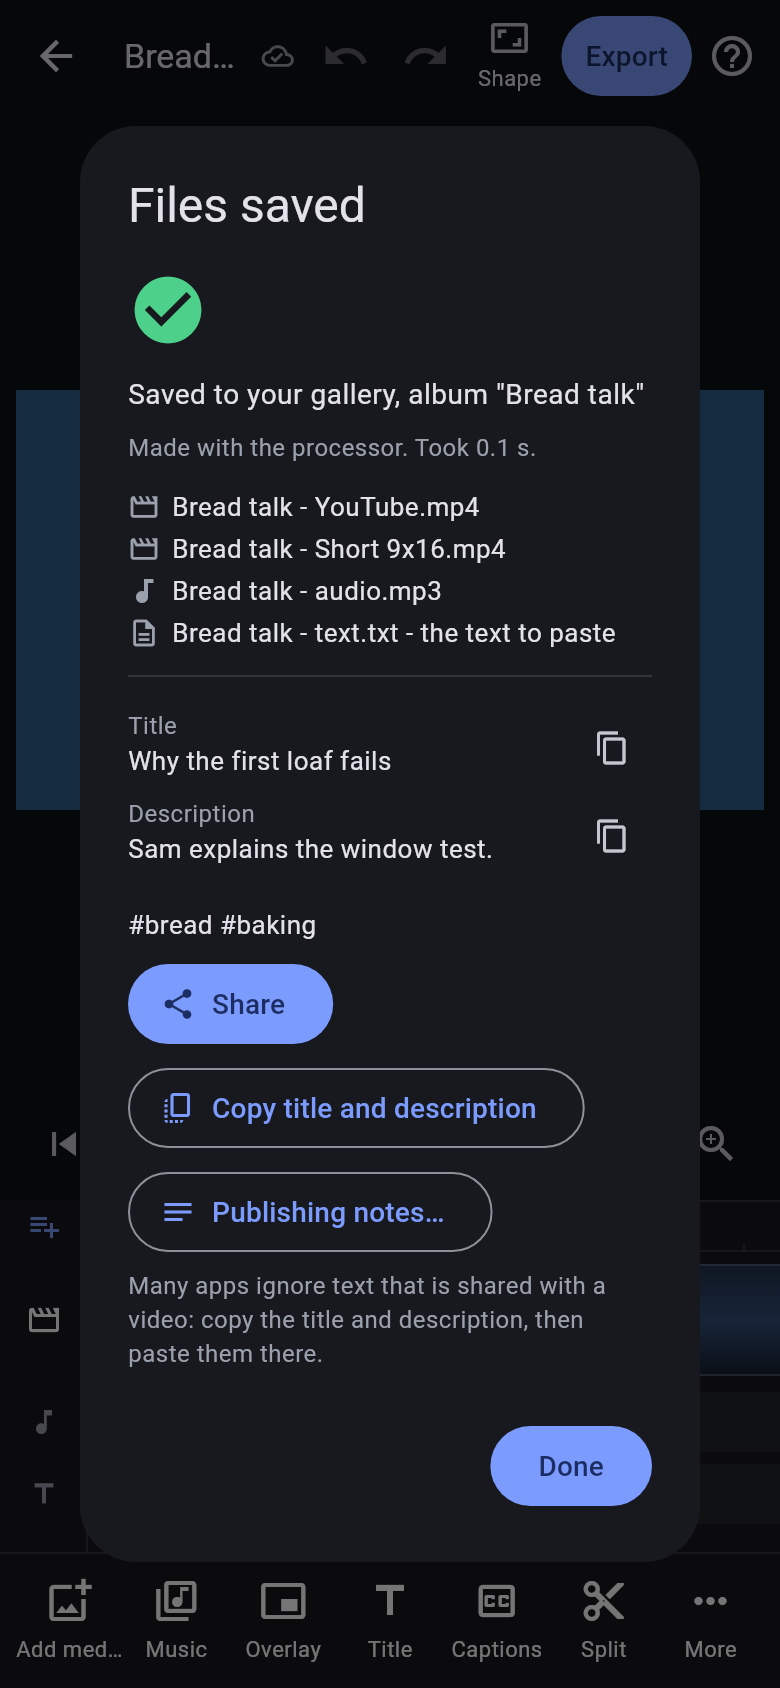 Bread...
Shape
Export
Files saved
Saved to your gallery, album "Bread talk"
Made with the processor. Took 0.1 s.
Bread talk - YouTube.mp4
Bread talk - Short 9x16.mp4
Bread talk - audio.mp3
Bread talk - text.txt - the text to paste
Title
Why the first loaf fails
Description
Sam explains the window test.
#bread #baking
Share
Copy title and description
Publishing notes...
Many apps ignore text that is shared with a
video: copy the title and description, then
paste them there.
Done
Add med...
Music
Overlay
Title
Captions
Split
More